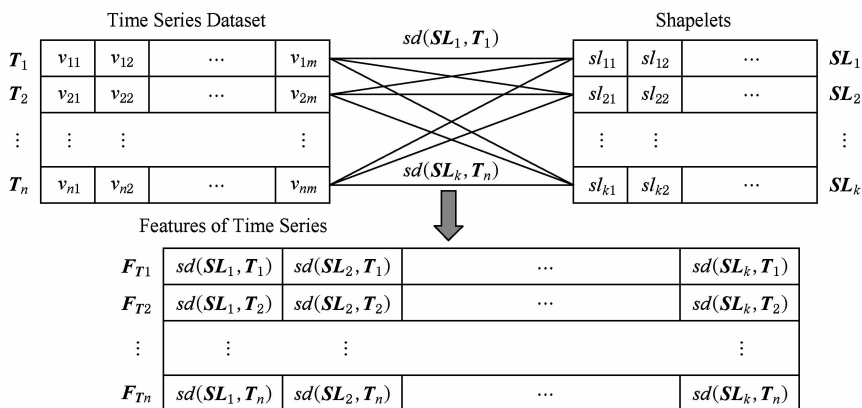 Time Series Dataset Shapelets
sd(SL₁, T₁)
T₁ v₁₁ v₁₂ ⋯ v₁ₘ sl₁₁ sl₁₂ ⋯ SL₁
T₂ v₂₁ v₂₂ ⋯ v₂ₘ sl₂₁ sl₂₂ ⋯ SL₂
⋮ ⋮ ⋮ ⋮ ⋮ ⋮ ⋮
sd(SLₖ, Tₙ)
Tₙ vₙ₁ vₙ₂ ⋯ vₙₘ slₖ₁ slₖ₂ ⋯ SLₖ
Features of Time Series
F_T1 sd(SL₁, T₁) sd(SL₂, T₁) ⋯ sd(SLₖ, T₁)
F_T2 sd(SL₁, T₂) sd(SL₂, T₂) ⋯ sd(SLₖ, T₂)
⋮ ⋮ ⋮ ⋮
F_Tn sd(SL₁, Tₙ) sd(SL₂, Tₙ) ⋯ sd(SLₖ, Tₙ)